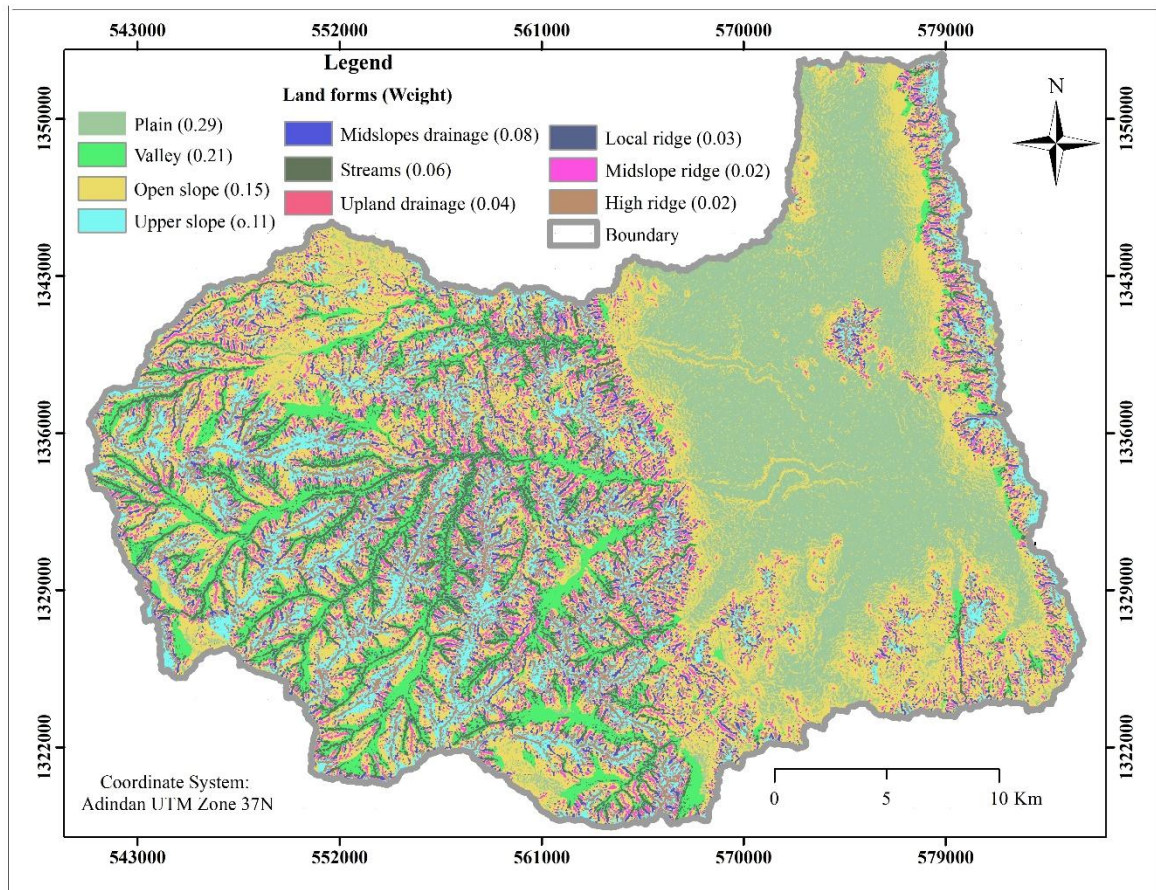 543000 552000 561000 570000 579000
Legend
Land forms (Weight)
N
Plain (0.29)
Valley (0.21)
Open slope (0.15)
Upper slope (o.11)
Midslopes drainage (0.08)
Streams (0.06)
Upland drainage (0.04)
Local ridge (0.03)
Midslope ridge (0.02)
High ridge (0.02)
Boundary
1350000 1350000
1343000 1343000
1336000 1336000
1329000 1329000
1322000 1322000
Coordinate System:
Adindan UTM Zone 37N
0 5 10 Km
543000 552000 561000 570000 579000